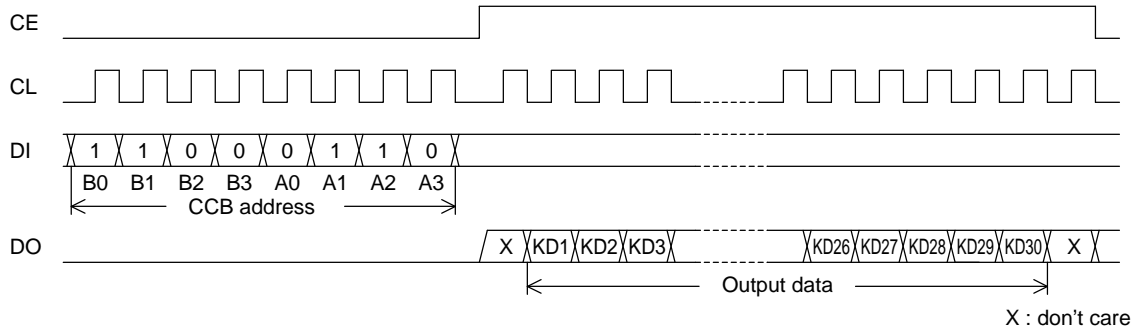 CE
CL
DI 1 1 0 0 0 1 1 0
B0 B1 B2 B3 A0 A1 A2 A3
CCB address
DO X KD1 KD2 KD3 KD26 KD27 KD28 KD29 KD30 X
Output data
X : don't care